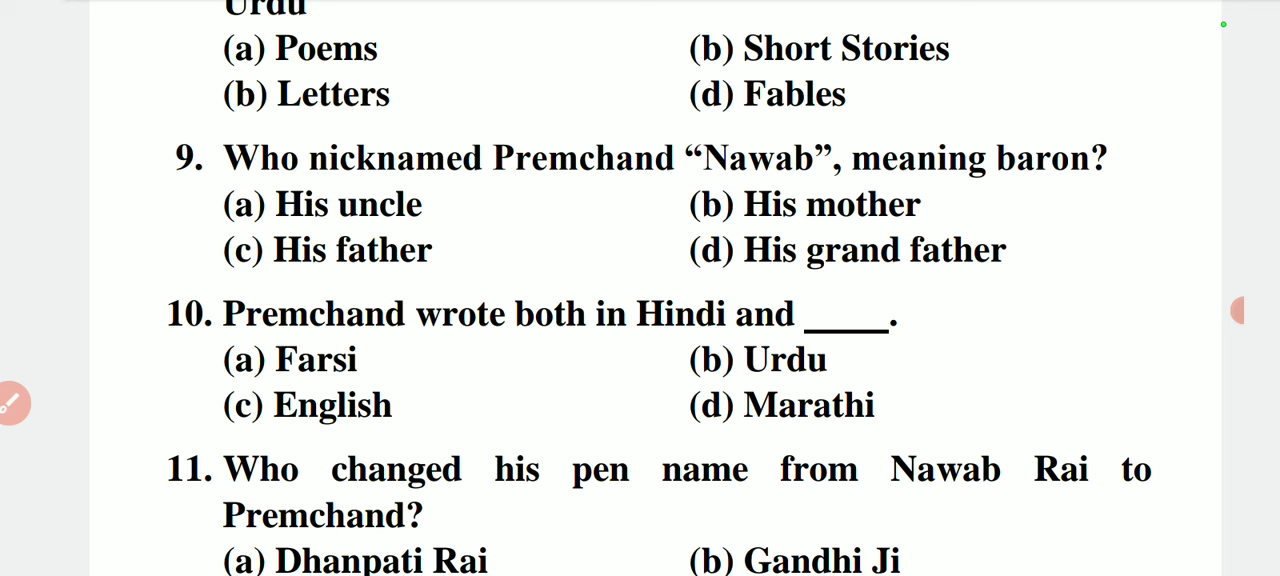 Urdu
(a) Poems (b) Short Stories
(b) Letters (d) Fables
9. Who nicknamed Premchand “Nawab”, meaning baron?
(a) His uncle (b) His mother
(c) His father (d) His grand father
10. Premchand wrote both in Hindi and _____.
(a) Farsi (b) Urdu
(c) English (d) Marathi
11. Who changed his pen name from Nawab Rai to
Premchand?
(a) Dhanpati Rai (b) Gandhi Ji